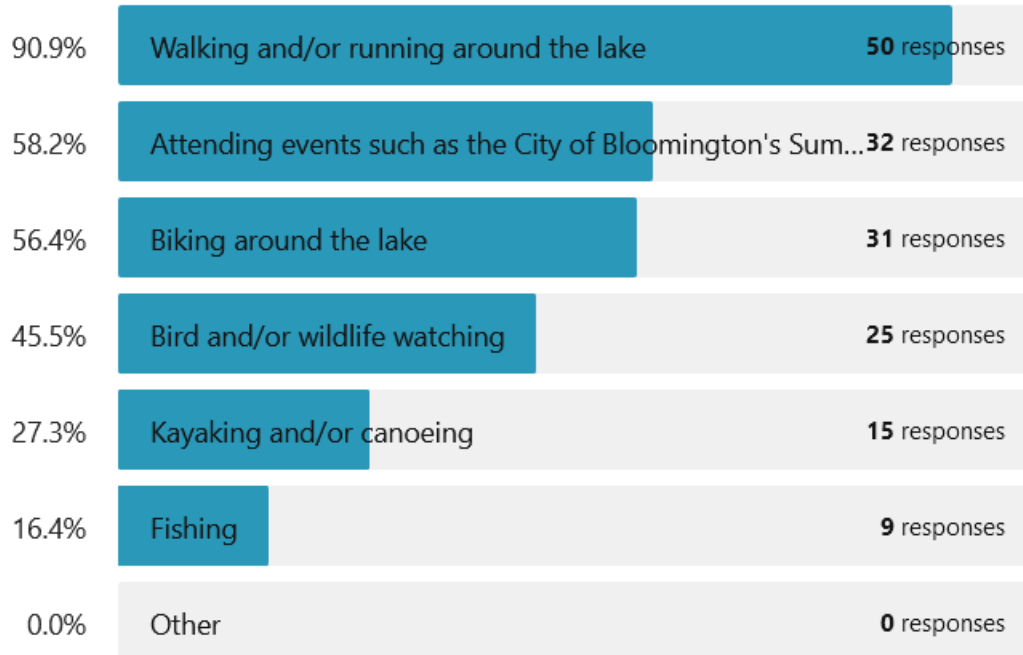 90.9% Walking and/or running around the lake 50 responses
58.2% Attending events such as the City of Bloomington's Sum... 32 responses
56.4% Biking around the lake 31 responses
45.5% Bird and/or wildlife watching 25 responses
27.3% Kayaking and/or canoeing 15 responses
16.4% Fishing 9 responses
0.0% Other 0 responses